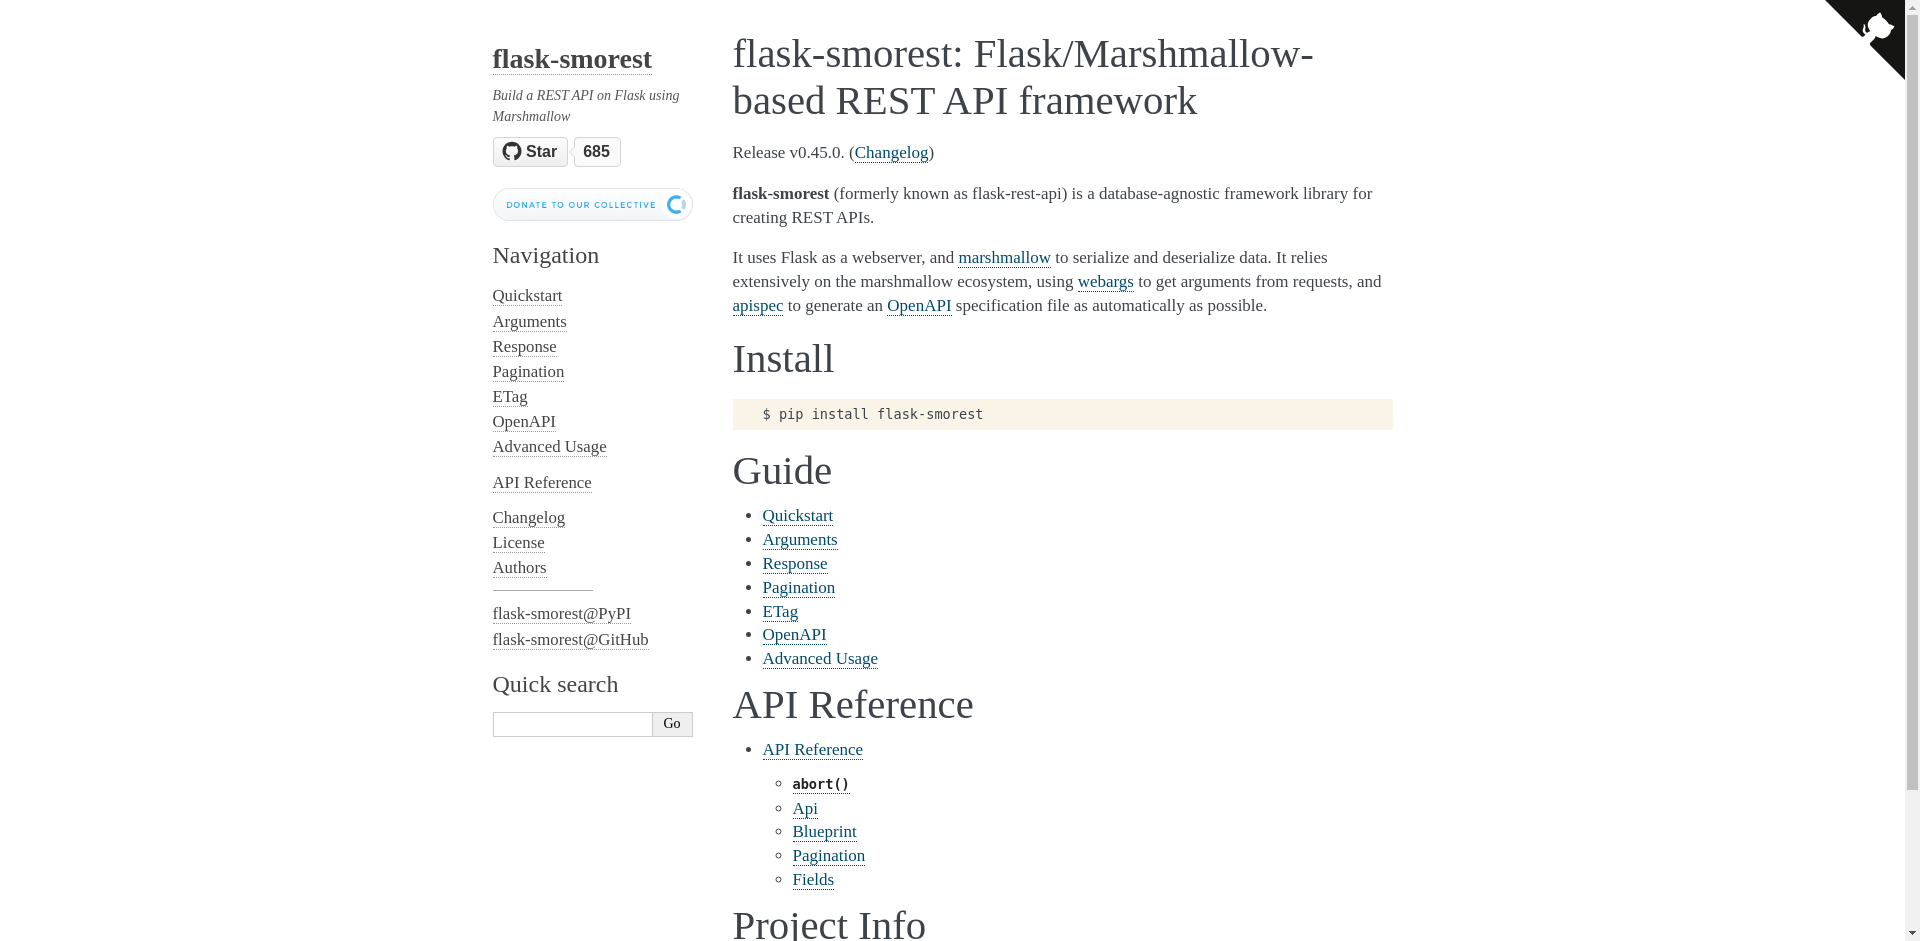 flask-smorest
Build a REST API on Flask using
Marshmallow
Star 685
DONATE TO OUR COLLECTIVE
Navigation
Quickstart
Arguments
Response
Pagination
ETag
OpenAPI
Advanced Usage
API Reference
Changelog
License
Authors
flask-smorest@PyPI
flask-smorest@GitHub
Quick search
Go
flask-smorest: Flask/Marshmallow-
based REST API framework
Release v0.45.0. (Changelog)
flask-smorest (formerly known as flask-rest-api) is a database-agnostic framework library for
creating REST APIs.
It uses Flask as a webserver, and marshmallow to serialize and deserialize data. It relies
extensively on the marshmallow ecosystem, using webargs to get arguments from requests, and
apispec to generate an OpenAPI specification file as automatically as possible.
Install
$ pip install flask-smorest
Guide
• Quickstart
• Arguments
• Response
• Pagination
• ETag
• OpenAPI
• Advanced Usage
API Reference
• API Reference
◦ abort()
◦ Api
◦ Blueprint
◦ Pagination
◦ Fields
Project Info